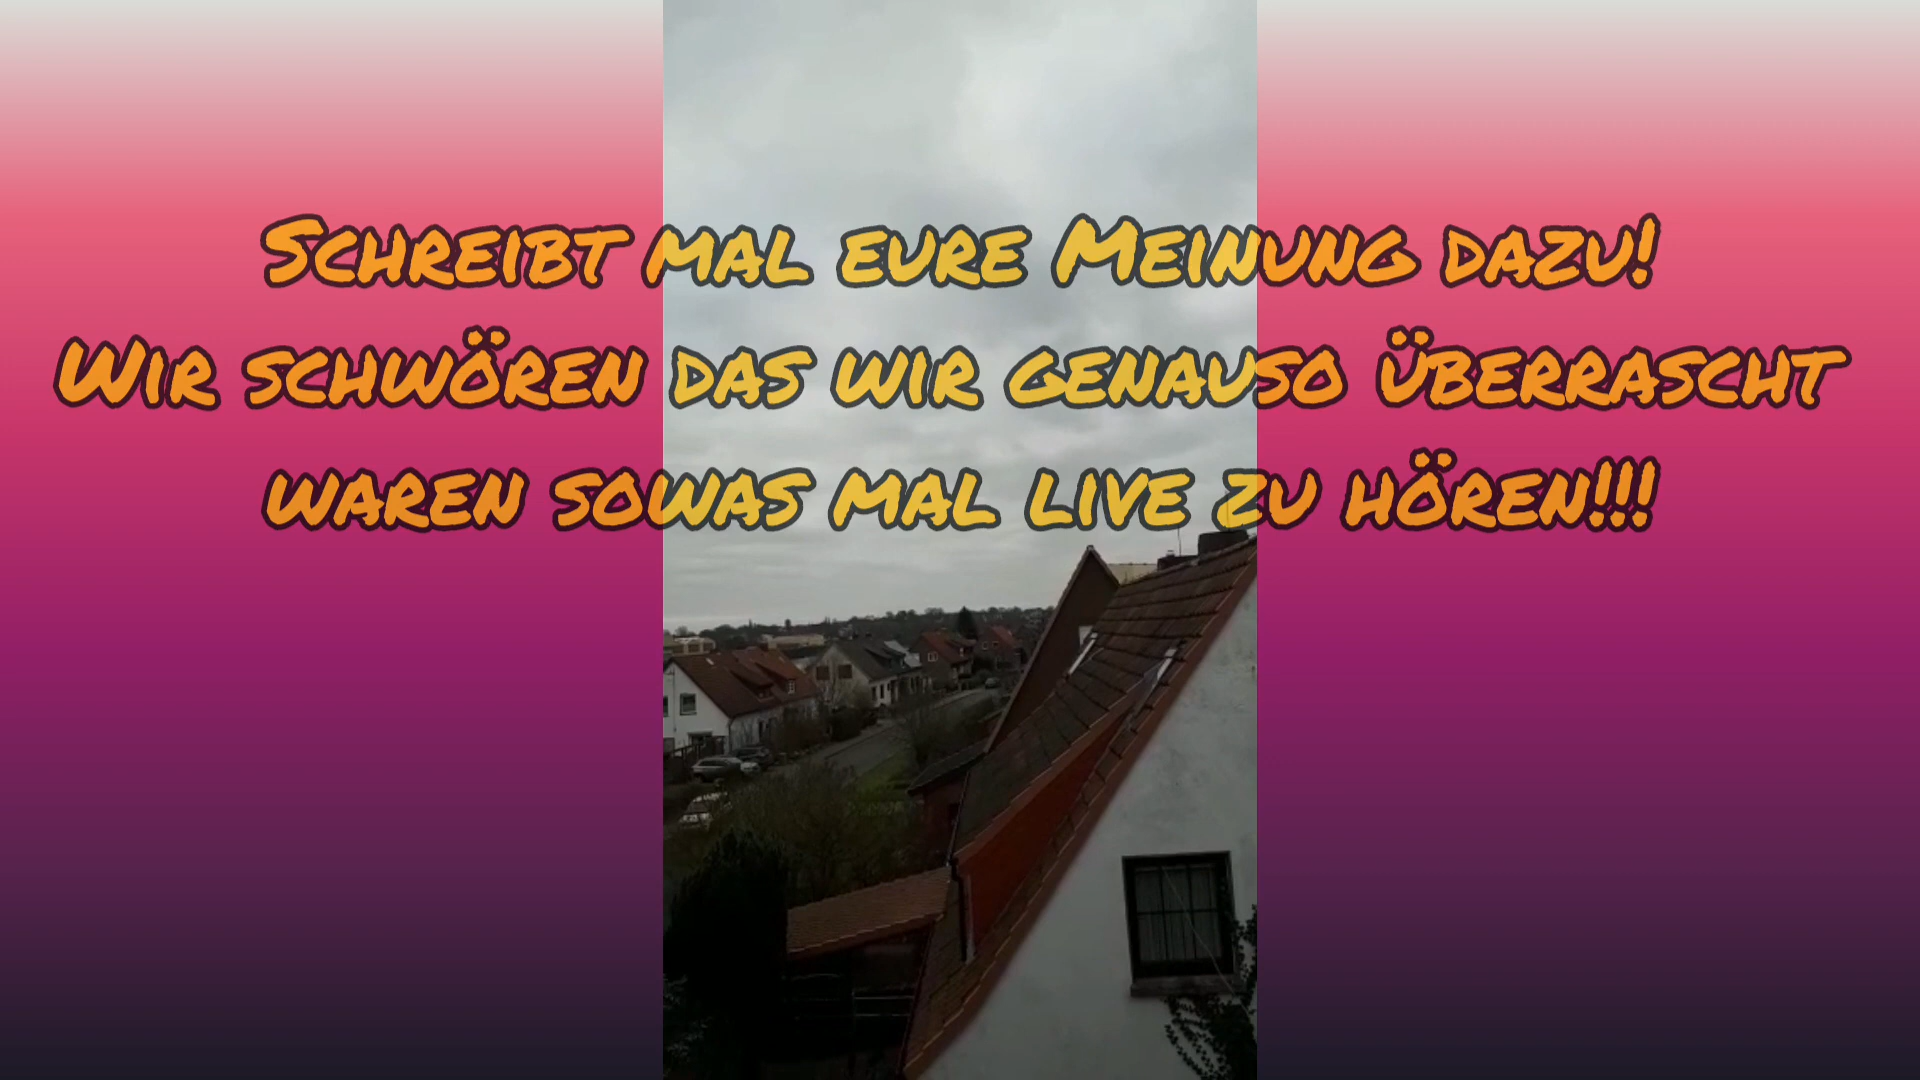 Schreibt mal eure Meinung dazu!
Wir schwören das wir genauso überrascht
waren sowas mal live zu hören!!!